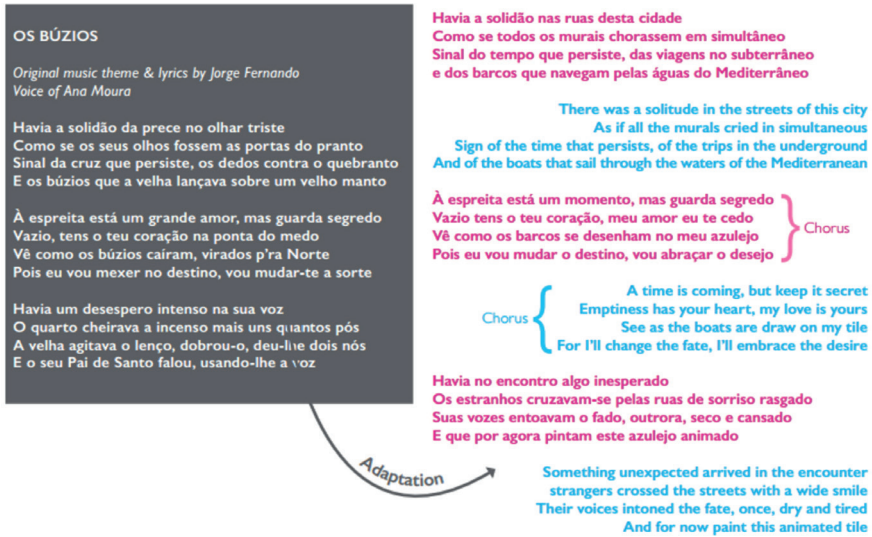 OS BÚZIOS
Original music theme & lyrics by Jorge Fernando
Voice of Ana Moura
Havia a solidão da prece no olhar triste
Como se os seus olhos fossem as portas do pranto
Sinal da cruz que persiste, os dedos contra o quebranto
E os búzios que a velha lançava sobre um velho manto
À espreita está um grande amor, mas guarda segredo
Vazio, tens o teu coração na ponta do medo
Vê como os búzios caíram, virados p'ra Norte
Pois eu vou mexer no destino, vou mudar-te a sorte
Havia um desespero intenso na sua voz
O quarto cheirava a incenso mais uns quantos pós
A velha agitava o lenço, dobrou-o, deu-lhe dois nós
E o seu Pai de Santo falou, usando-lhe a voz
Adaptation
Havia a solidão nas ruas desta cidade
Como se todos os murais chorassem em simultâneo
Sinal do tempo que persiste, das viagens no subterrâneo
e dos barcos que navegam pelas águas do Mediterrâneo
There was a solitude in the streets of this city
As if all the murals cried in simultaneous
Sign of the time that persists, of the trips in the underground
And of the boats that sail through the waters of the Mediterranean
À espreita está um momento, mas guarda segredo
Vazio tens o teu coração, meu amor eu te cedo
Vê como os barcos se desenham no meu azulejo
Pois eu vou mudar o destino, vou abraçar o desejo
Chorus
A time is coming, but keep it secret
Emptiness has your heart, my love is yours
See as the boats are draw on my tile
For I'll change the fate, I'll embrace the desire
Chorus
Havia no encontro algo inesperado
Os estranhos cruzavam-se pelas ruas de sorriso rasgado
Suas vozes entoavam o fado, outrora, seco e cansado
E que por agora pintam este azulejo animado
Something unexpected arrived in the encounter
strangers crossed the streets with a wide smile
Their voices intoned the fate, once, dry and tired
And for now paint this animated tile